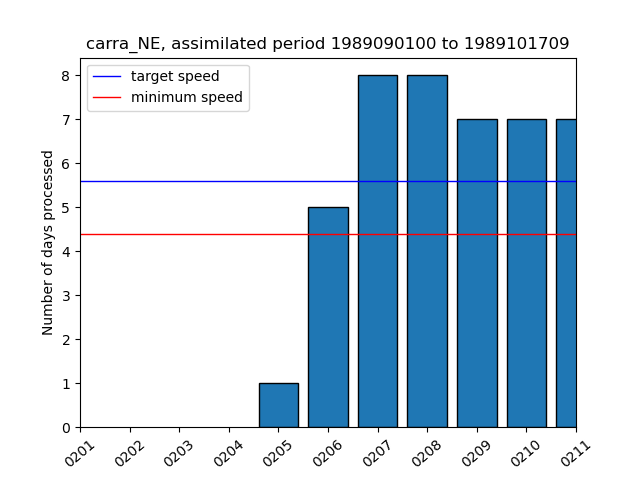 carra_NE, assimilated period 1989090100 to 1989101709
target speed
minimum speed
Number of days processed
8
7
6
5
4
3
2
1
0
0201 0202 0203 0204 0205 0206 0207 0208 0209 0210 0211